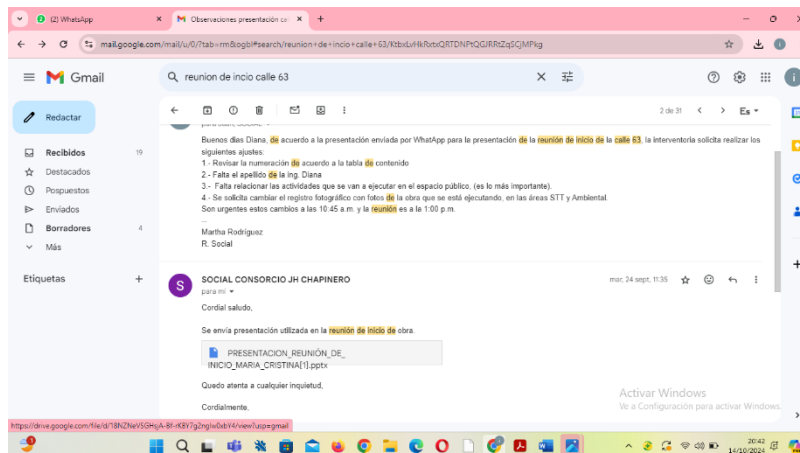 (2) WhatsApp
Observaciones presentación cal
mail.google.com/mail/u/0/?tab=rm&ogbl#search/reunion+de+incio+calle+63/KtbxLvHkRxtxQRTDNPtQGJRRtZqSCjMPkg
Gmail
reunion de incio calle 63
Redactar
2 de 31
Es
Recibidos 19
Destacados
Pospuestos
Enviados
Borradores 4
Más
Etiquetas
Buenos días Diana, de acuerdo a la presentación enviada por WhatApp para la presentación de la reunión de inicio de la calle 63, la interventoria solicita realizar los
siguientes ajustes:
1.- Revisar la numeración de acuerdo a la tabla de contenido
2.- Falta el apellido de la ing. Diana
3.- Falta relacionar las actividades que se van a ejecutar en el espacio público, (es lo más importante).
4.- Se solicita cambiar el registro fotográfico con fotos de la obra que se está ejecutando, en las áreas STT y Ambiental.
Son urgentes estos cambios a las 10:45 a.m. y la reunión es a la 1:00 p.m.
...
Martha Rodríguez
R. Social
S
SOCIAL CONSORCIO JH CHAPINERO
mar, 24 sept, 11:35
para mí
Cordial saludo,
Se envía presentación utilizada en la reunión de inicio de obra.
PRESENTACION_REUNIÓN_DE_
INICIO_MARIA_CRISTINA[1].pptx
Quedo atenta a cualquier inquietud,
Cordialmente,
Activar Windows
Ve a Configuración para activar Windows.
20:42
14/10/2024